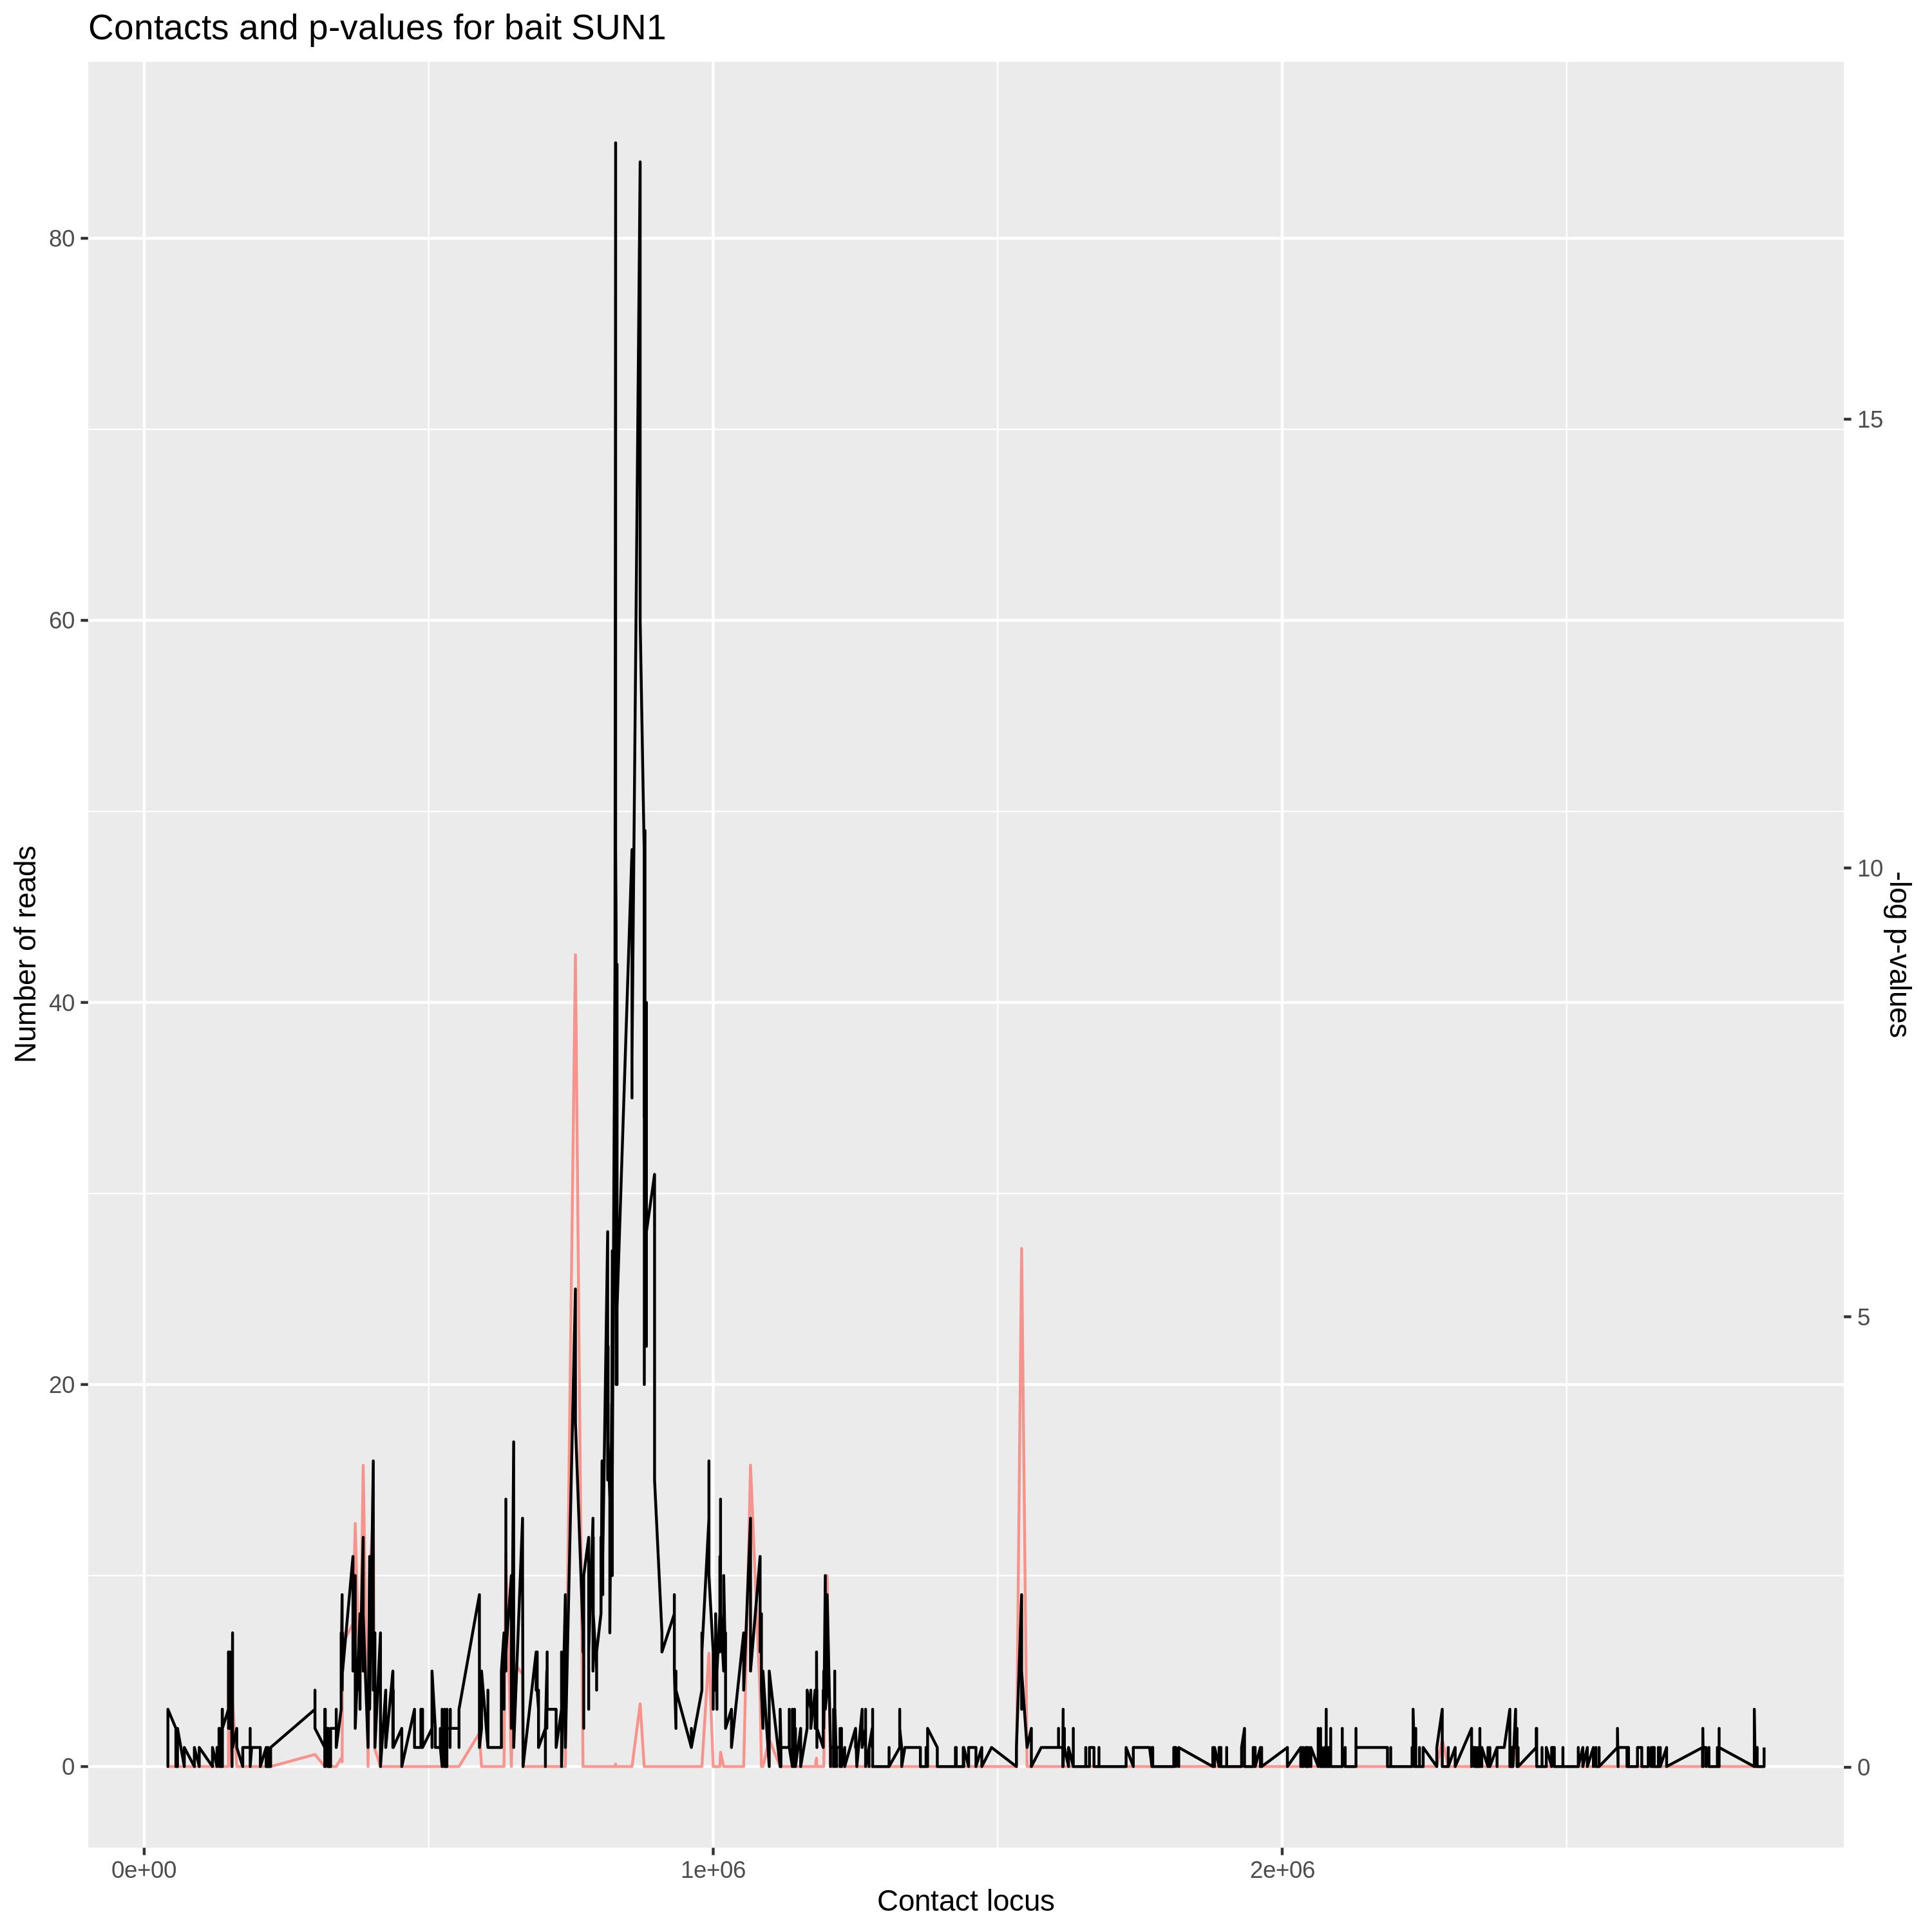 Contacts and p-values for bait SUN1
Number of reads
80
60
40
20
0
15
10
5
0
-log p-values
0e+00
1e+06
2e+06
Contact locus